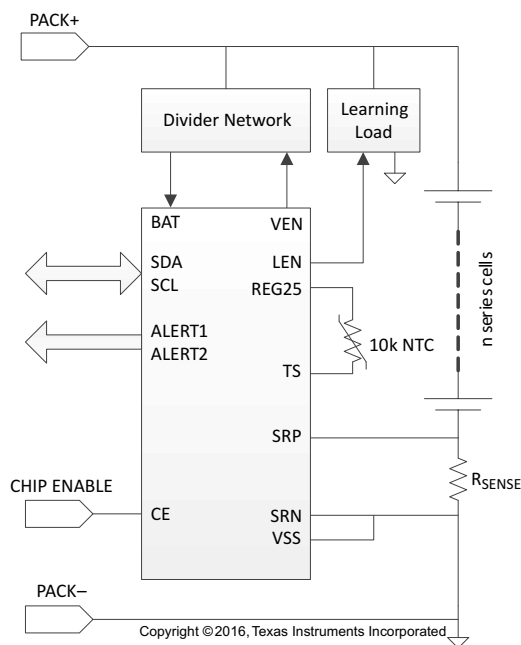 PACK+
Divider Network
Learning
Load
BAT
VEN
SDA
SCL
LEN
REG25
ALERT1
ALERT2
10k NTC
TS
n series cells
SRP
RSENSE
CHIP ENABLE
CE
SRN
VSS
PACK–
Copyright ©2016, Texas Instruments Incorporated